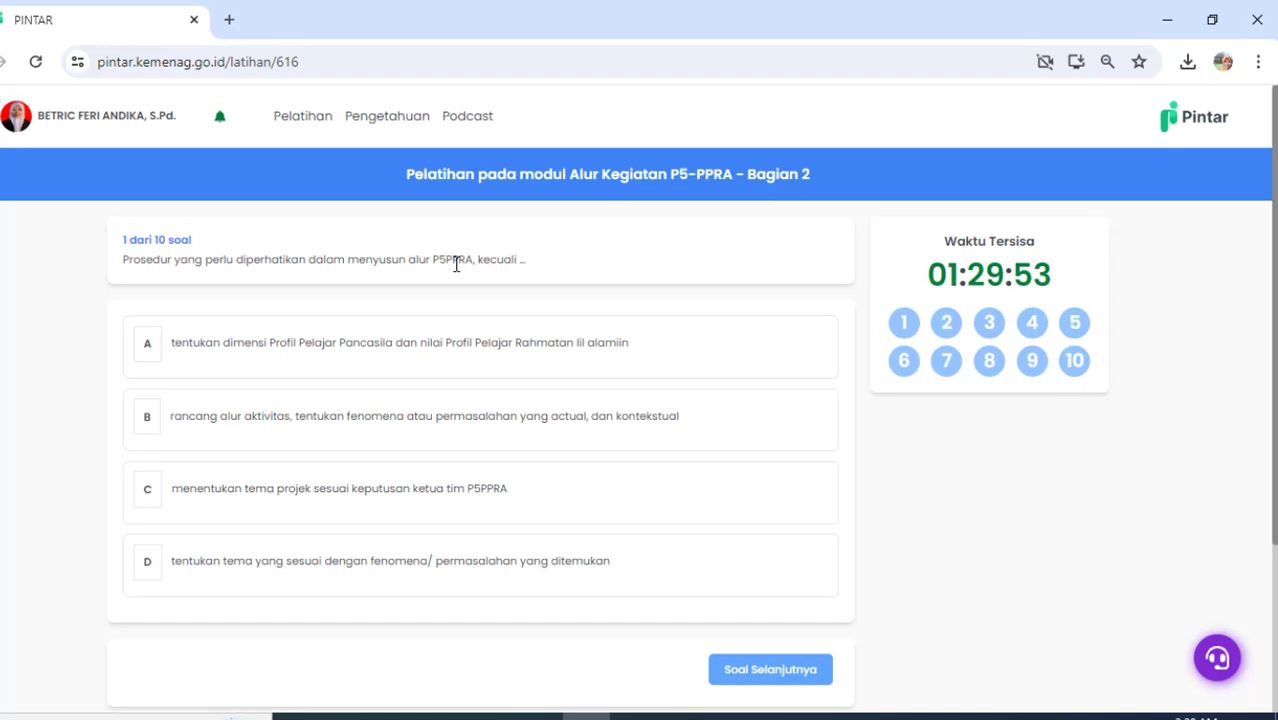 PINTAR
pintar.kemenag.go.id/latihan/616
BETRIC FERI ANDIKA, S.Pd.
Pelatihan
Pengetahuan
Podcast
Pintar
Pelatihan pada modul Alur Kegiatan P5-PPRA - Bagian 2
1 dari 10 soal
Prosedur yang perlu diperhatikan dalam menyusun alur P5PPRA, kecuali ...
A
tentukan dimensi Profil Pelajar Pancasila dan nilai Profil Pelajar Rahmatan lil alamiin
B
rancang alur aktivitas, tentukan fenomena atau permasalahan yang actual, dan kontekstual
C
menentukan tema projek sesuai keputusan ketua tim P5PPRA
D
tentukan tema yang sesuai dengan fenomena/ permasalahan yang ditemukan
Soal Selanjutnya
Waktu Tersisa
01:29:53
1 2 3 4 5
6 7 8 9 10